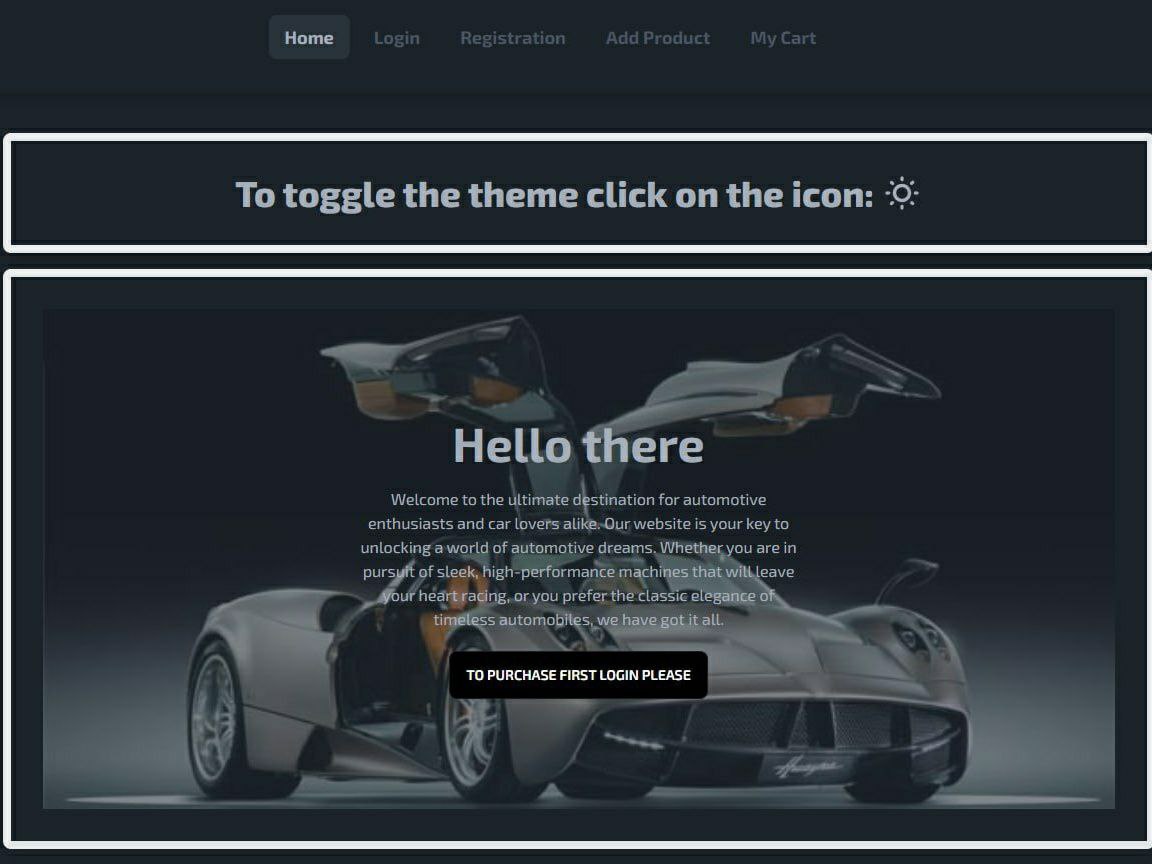 Home Login Registration Add Product My Cart
To toggle the theme click on the icon:
Hello there
Welcome to the ultimate destination for automotive
enthusiasts and car lovers alike. Our website is your key to
unlocking a world of automotive dreams. Whether you are in
pursuit of sleek, high-performance machines that will leave
your heart racing, or you prefer the classic elegance of
timeless automobiles, we have got it all.
TO PURCHASE FIRST LOGIN PLEASE
Huayra